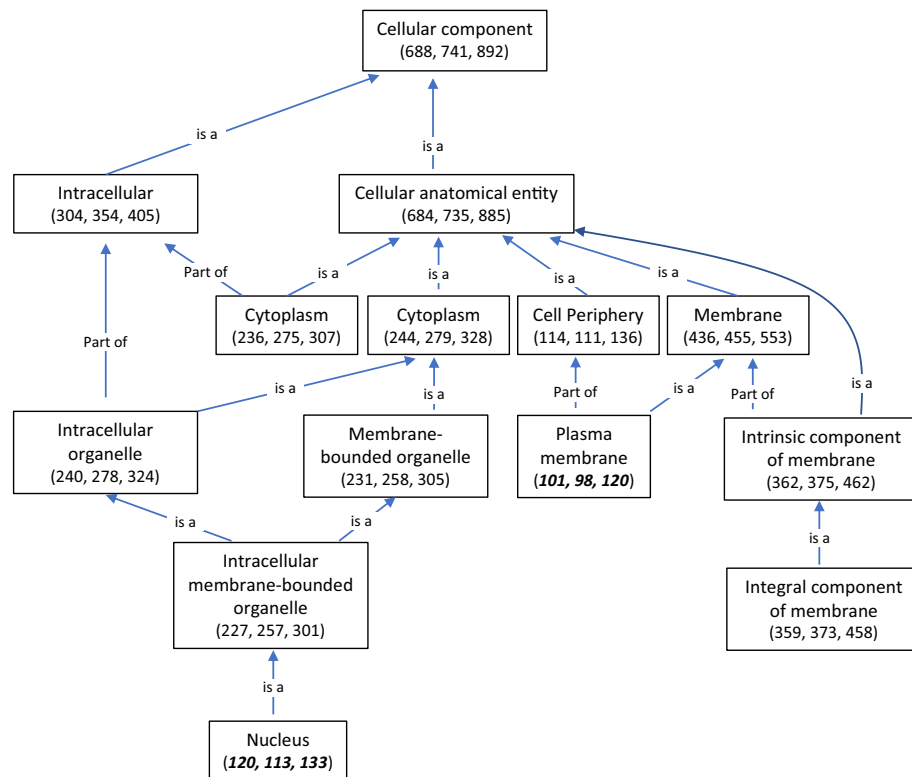 Cellular component
(688, 741, 892)
is a
is a
Intracellular
(304, 354, 405)
Cellular anatomical entity
(684, 735, 885)
Part of
is a
is a
is a
is a
Cytoplasm
(236, 275, 307)
Cytoplasm
(244, 279, 328)
Cell Periphery
(114, 111, 136)
Membrane
(436, 455, 553)
Part of
is a
is a
Part of
is a
Part of
is a
Intracellular
organelle
(240, 278, 324)
Membrane-
bounded organelle
(231, 258, 305)
Plasma
membrane
(101, 98, 120)
Intrinsic component
of membrane
(362, 375, 462)
is a
is a
is a
Intracellular
membrane-bounded
organelle
(227, 257, 301)
Integral component
of membrane
(359, 373, 458)
is a
Nucleus
(120, 113, 133)